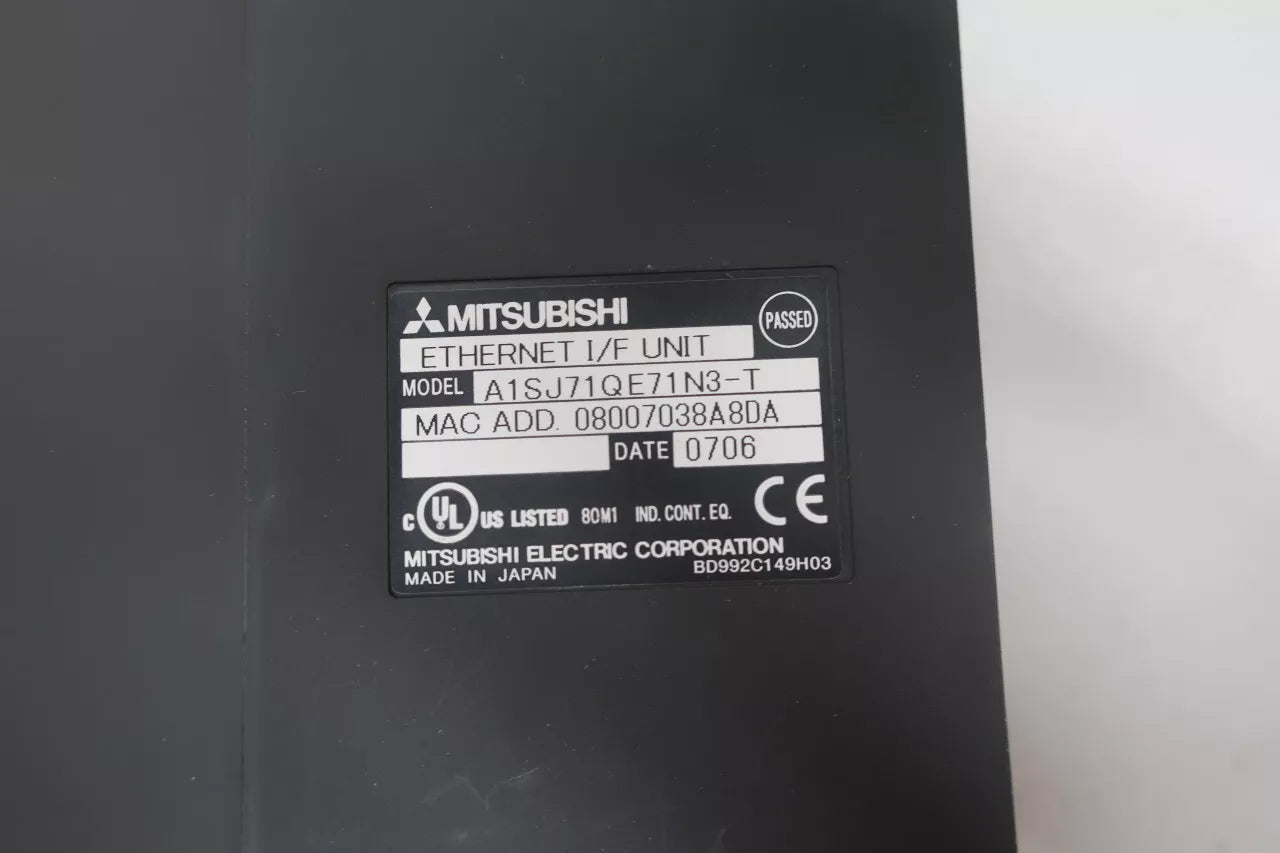 MITSUBISHI
PASSED
ETHERNET I/F UNIT
MODEL A1SJ71QE71N3-T
MAC ADD. 08007038A8DA
DATE 0706
C UL US LISTED 80M1 IND. CONT. EQ. CE
MITSUBISHI ELECTRIC CORPORATION
MADE IN JAPAN BD992C149H03